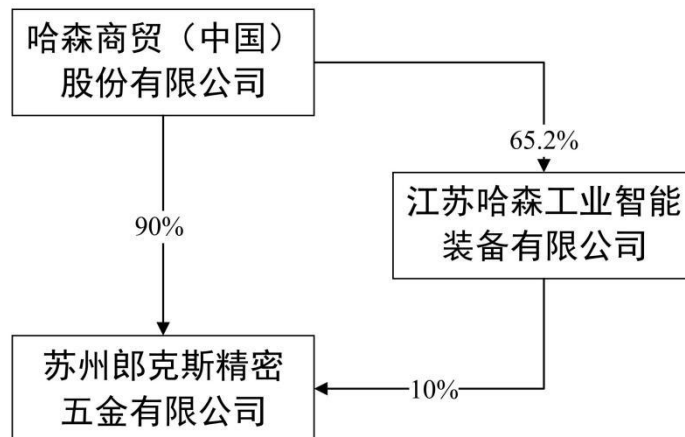 哈森商贸（中国）
股份有限公司
65.2%
江苏哈森工业智能
装备有限公司
90%
苏州郎克斯精密
五金有限公司
10%